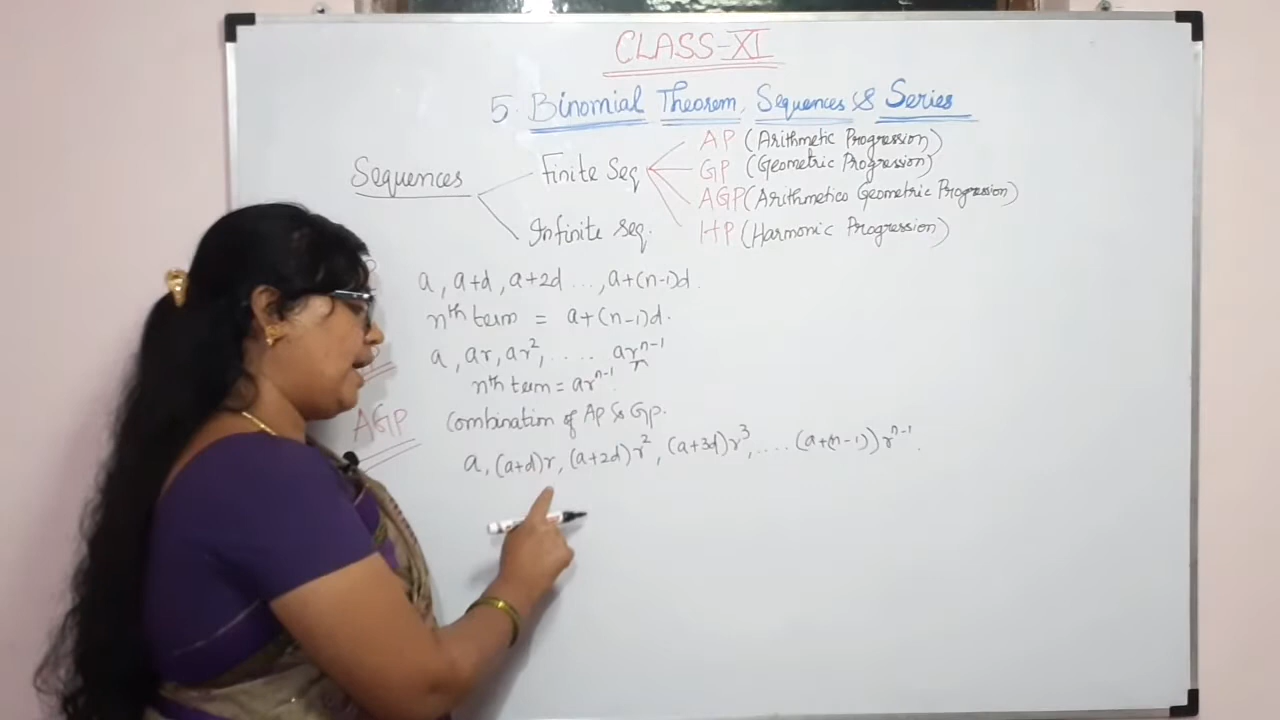 CLASS-XI
5. Binomial Theorem, Sequences & Series
Sequences
Finite Seq
AP (Arithmetic Progression)
GP (Geometric Progression)
AGP (Arithmetico Geometric Progression)
HP (Harmonic Progression)
Infinite seq.
a, a+d, a+2d ..., a+(n-1)d.
nth term = a+(n-1)d.
a, ar, ar², .... arⁿ⁻¹
nth term = arⁿ⁻¹.
AGP
Combination of AP & GP.
a, (a+d)r, (a+2d)r², (a+3d)r³, .... (a+(n-1))rⁿ⁻¹.